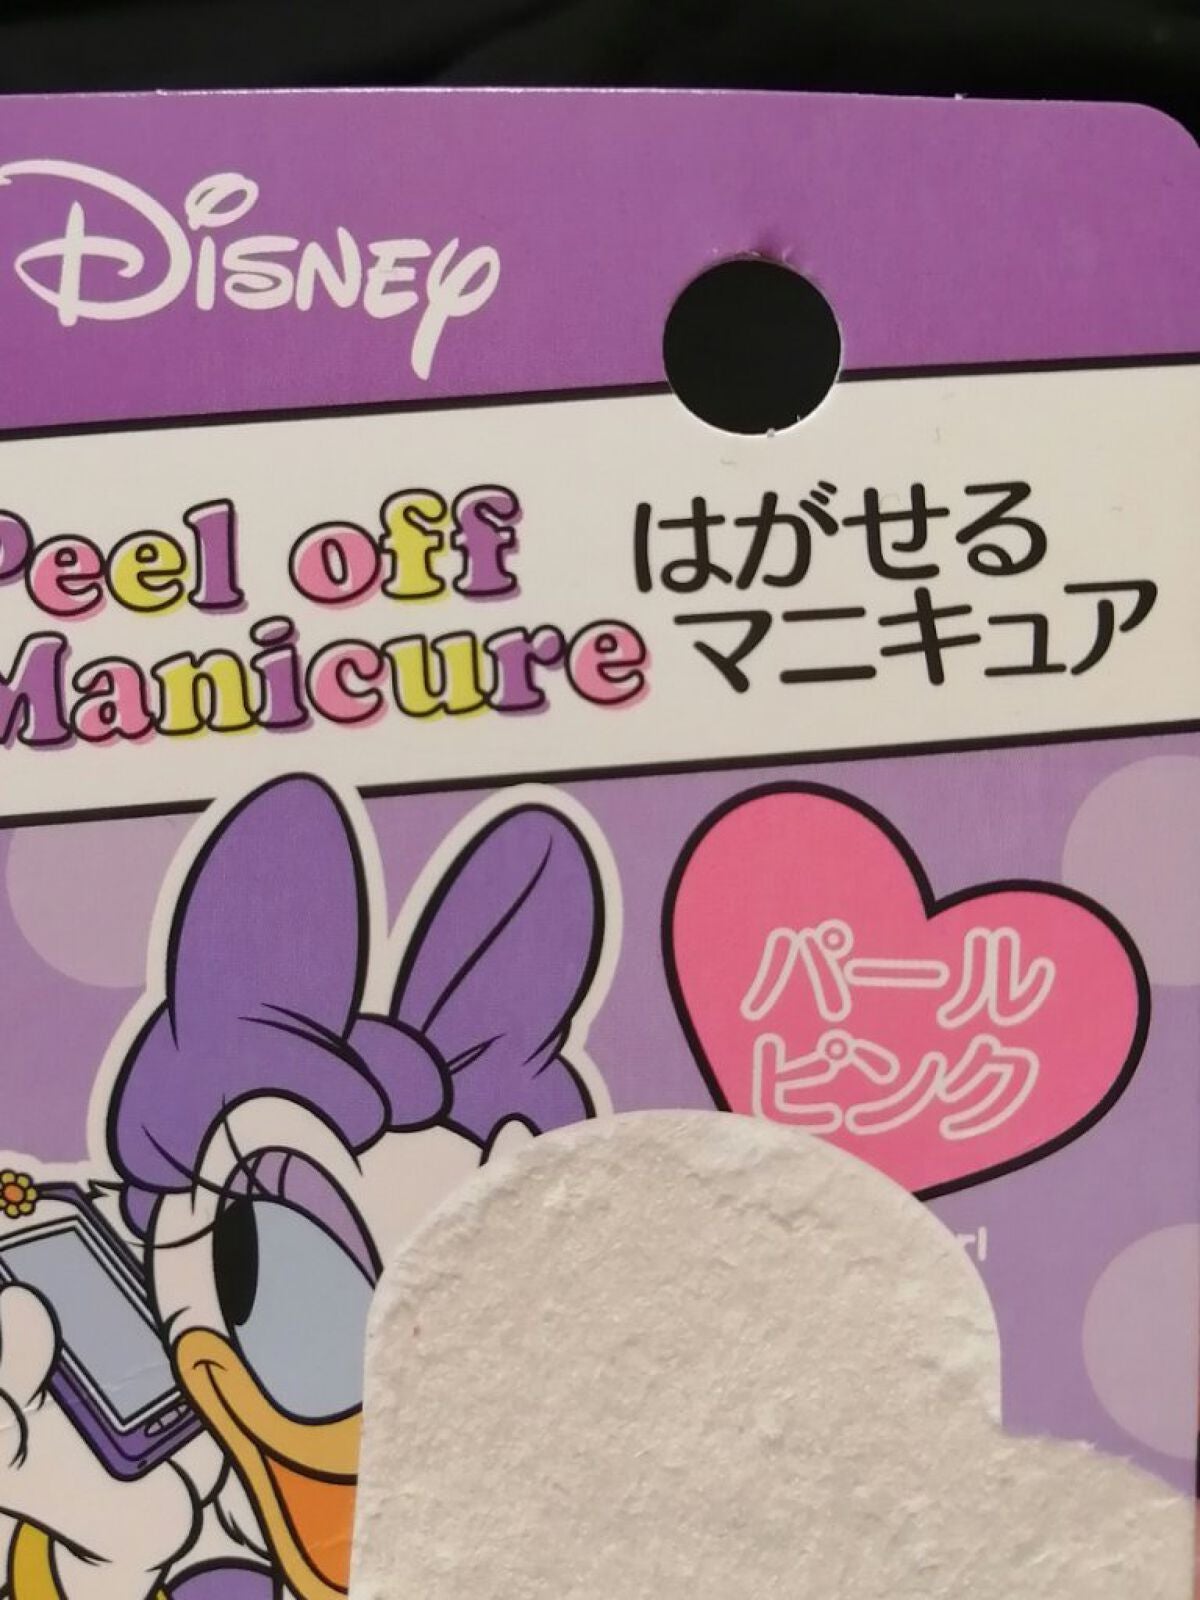 Disney
Peel off
Manicure
はがせる
マニキュア
パール
ピンク